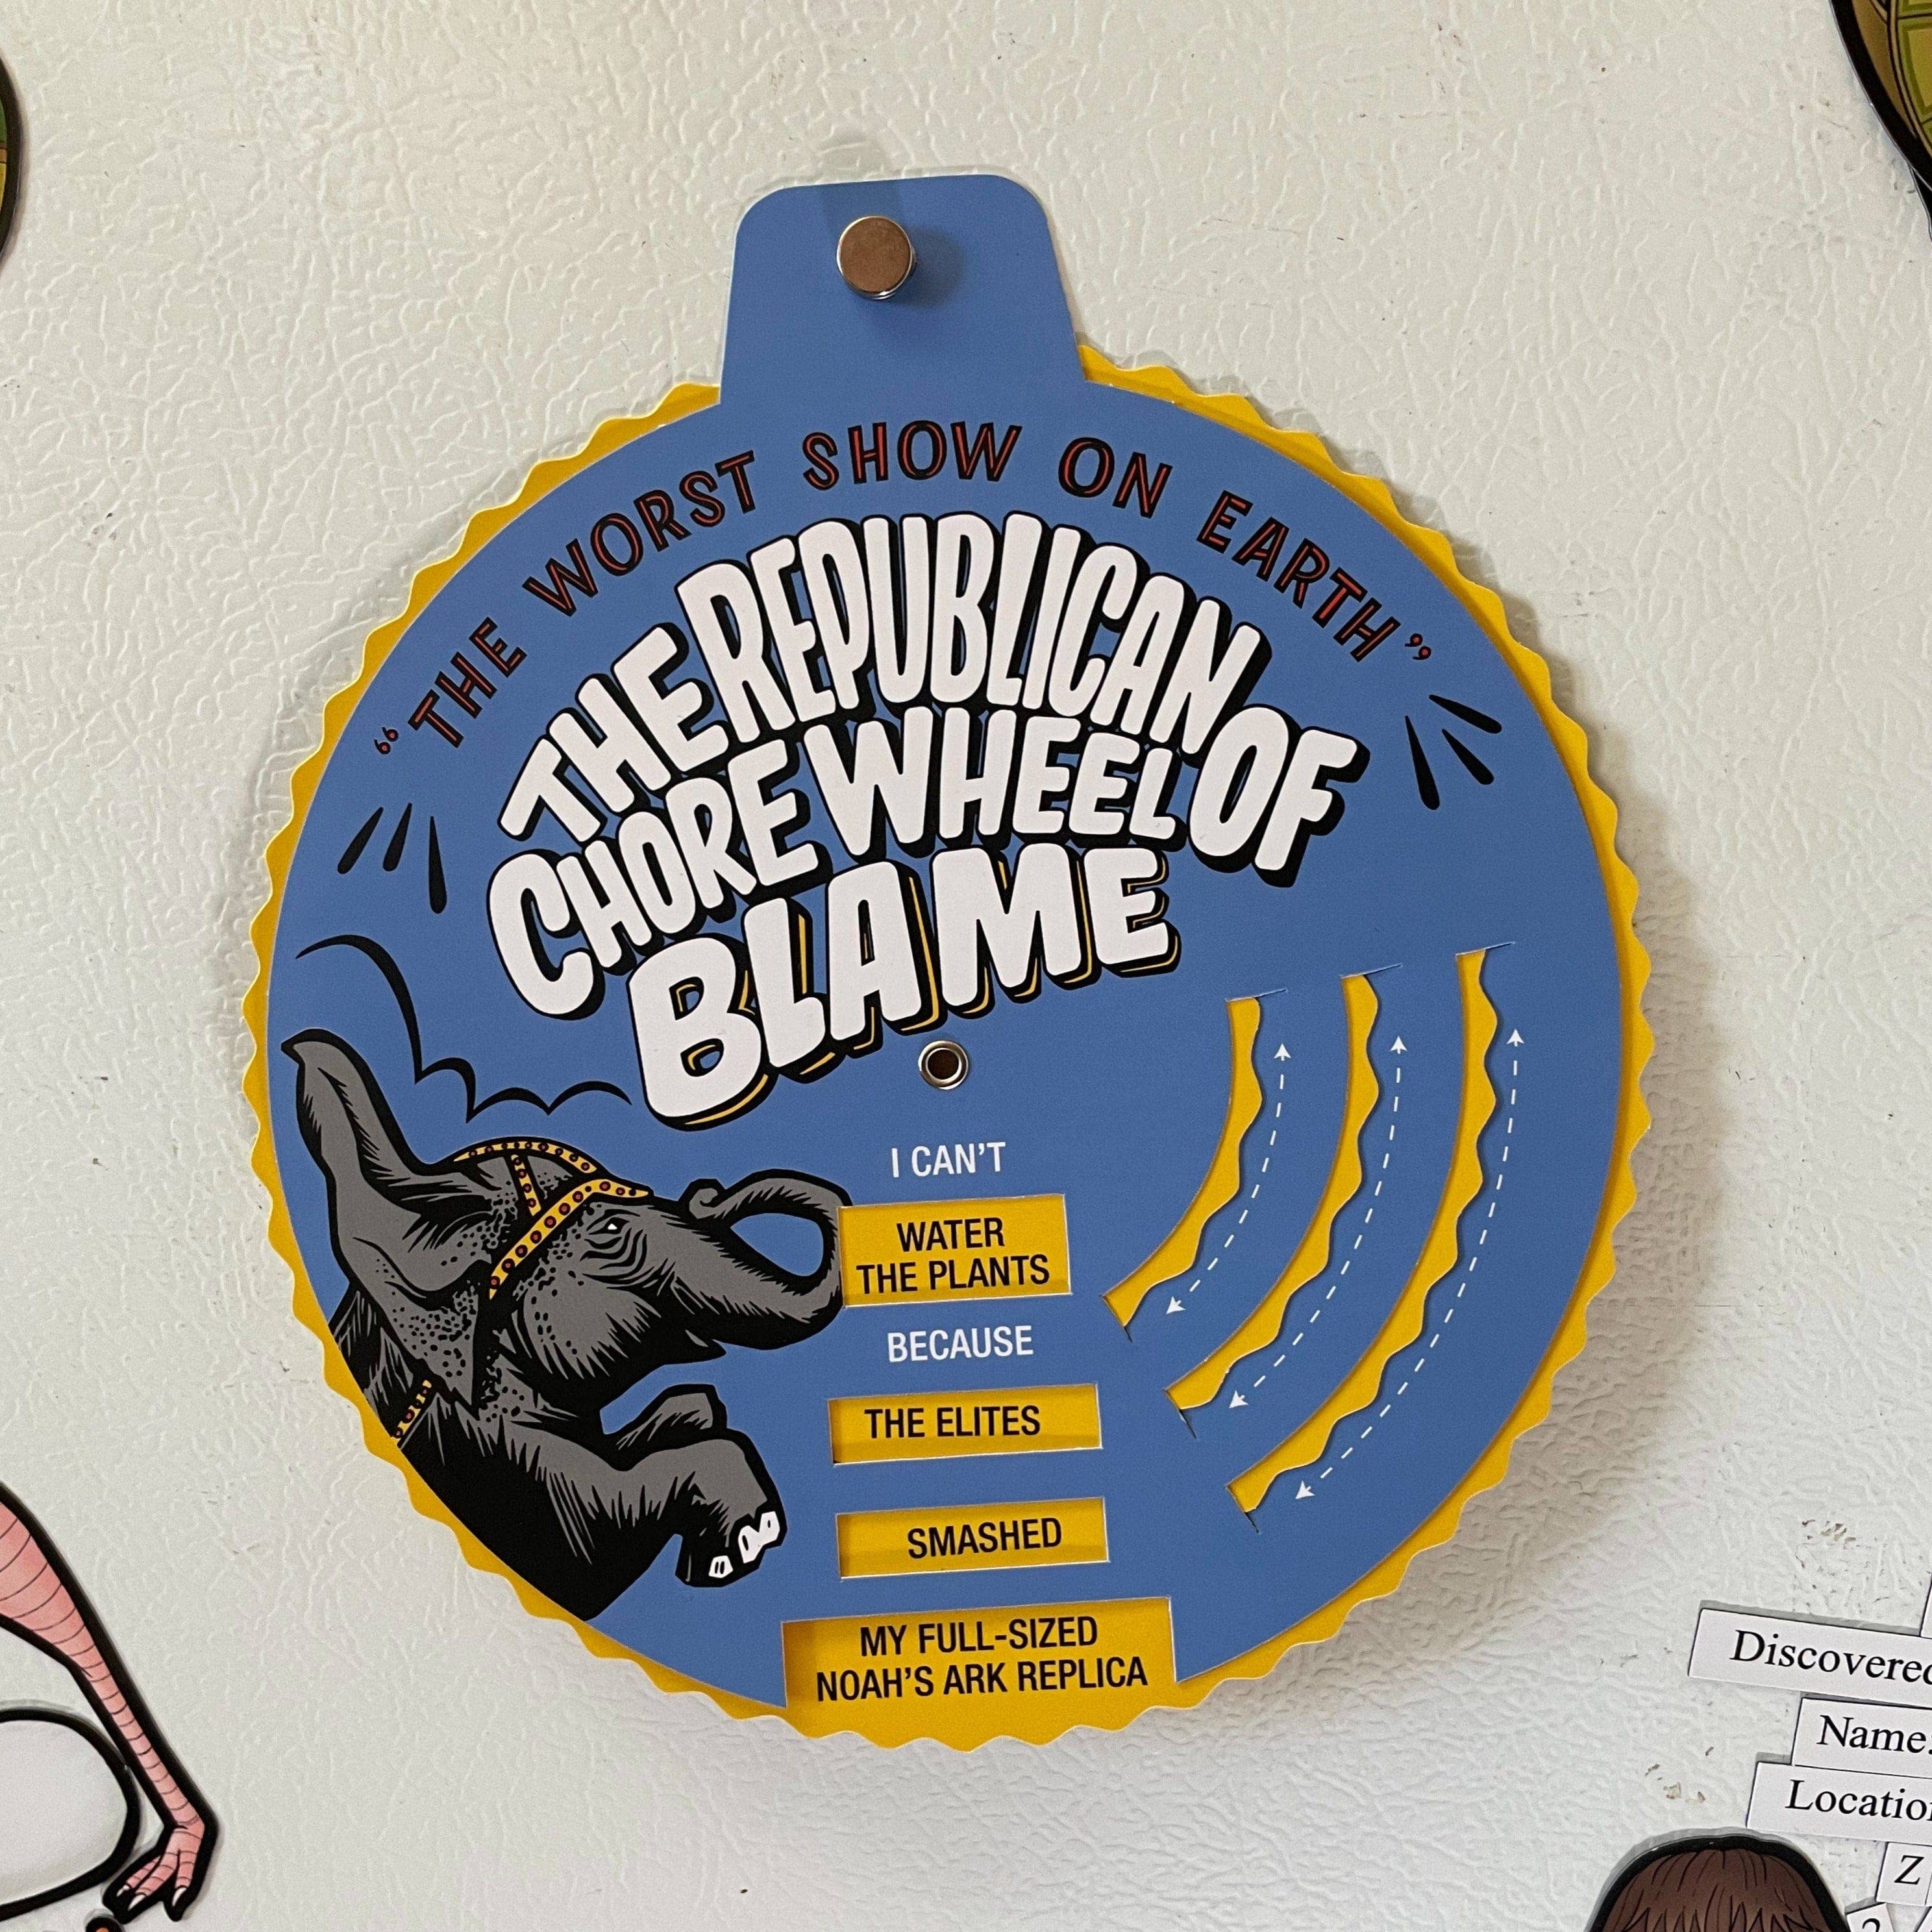 “THE WORST SHOW ON EARTH”
THE REPUBLICAN
CHORE WHEEL OF
BLAME
I CAN'T
WATER
THE PLANTS
BECAUSE
THE ELITES
SMASHED
MY FULL-SIZED
NOAH'S ARK REPLICA
Discovered
Name:
Location
Z